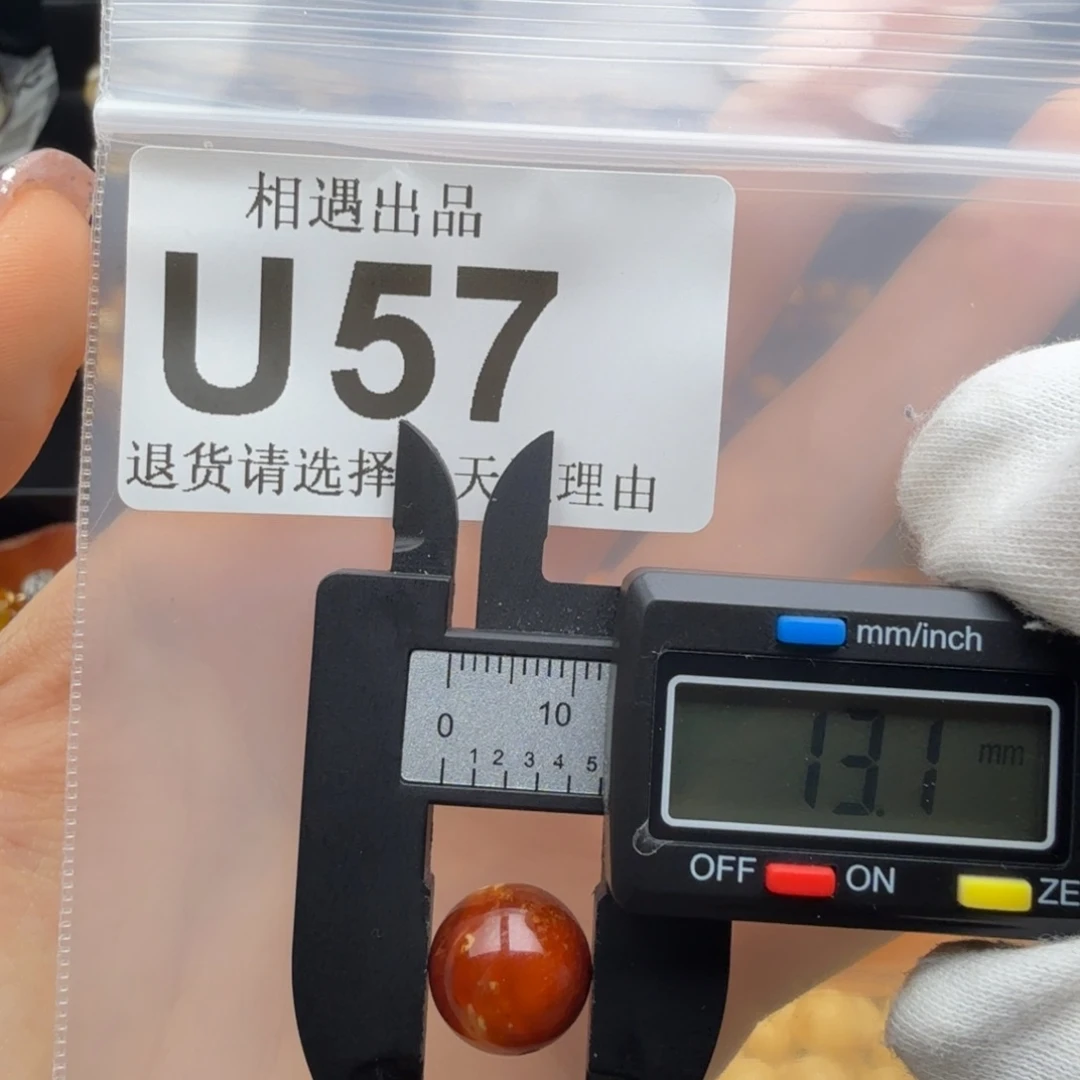 相遇出品
U57
退货请选择 天 理由
mm/inch
0 10
1 2 3 4 5
13.1 mm
OFF ON ZE